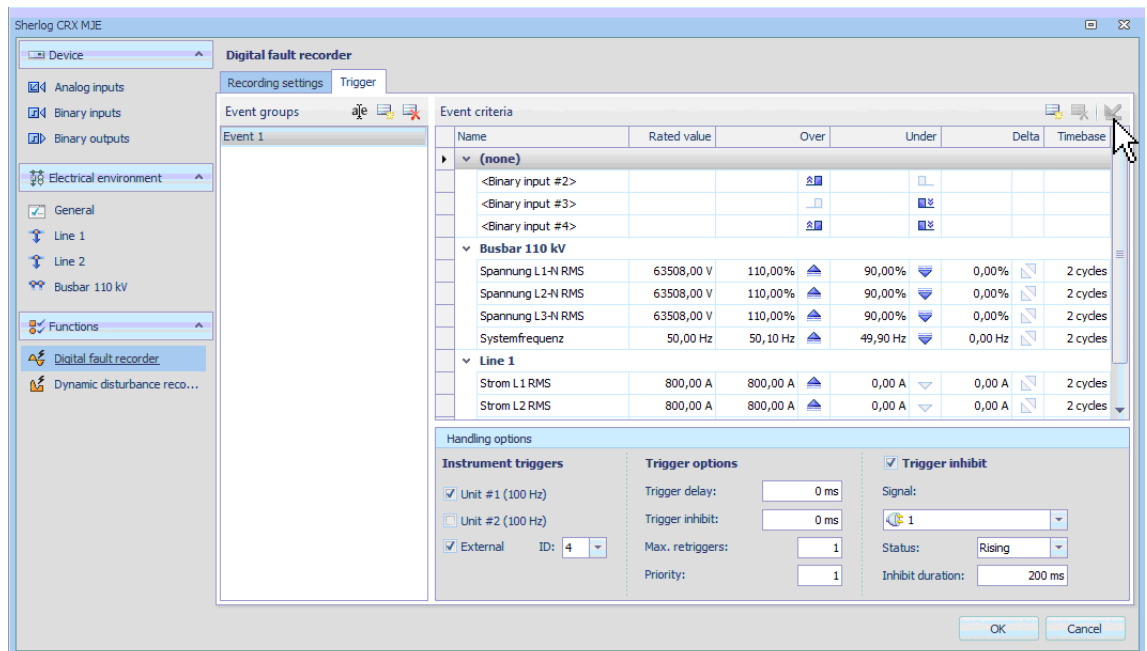 Sherlog CRX MJE
Device
Analog inputs
Binary inputs
Binary outputs
Electrical environment
General
Line 1
Line 2
Busbar 110 kV
Functions
Digital fault recorder
Dynamic disturbance reco...
Digital fault recorder
Recording settings Trigger
Event groups
Event 1
Event criteria
Name Rated value Over Under Delta Timebase
(none)
<Binary input #2>
<Binary input #3>
<Binary input #4>
Busbar 110 kV
Spannung L1-N RMS 63508,00 V 110,00% 90,00% 0,00% 2 cycles
Spannung L2-N RMS 63508,00 V 110,00% 90,00% 0,00% 2 cycles
Spannung L3-N RMS 63508,00 V 110,00% 90,00% 0,00% 2 cycles
Systemfrequenz 50,00 Hz 50,10 Hz 49,90 Hz 0,00 Hz 2 cycles
Line 1
Strom L1 RMS 800,00 A 800,00 A 0,00 A 0,00 A 2 cycles
Strom L2 RMS 800,00 A 800,00 A 0,00 A 0,00 A 2 cycles
Handling options
Instrument triggers
Unit #1 (100 Hz)
Unit #2 (100 Hz)
External ID: 4
Trigger options
Trigger delay: 0 ms
Trigger inhibit: 0 ms
Max. retriggers: 1
Priority: 1
Trigger inhibit
Signal:
1
Status: Rising
Inhibit duration: 200 ms
OK Cancel